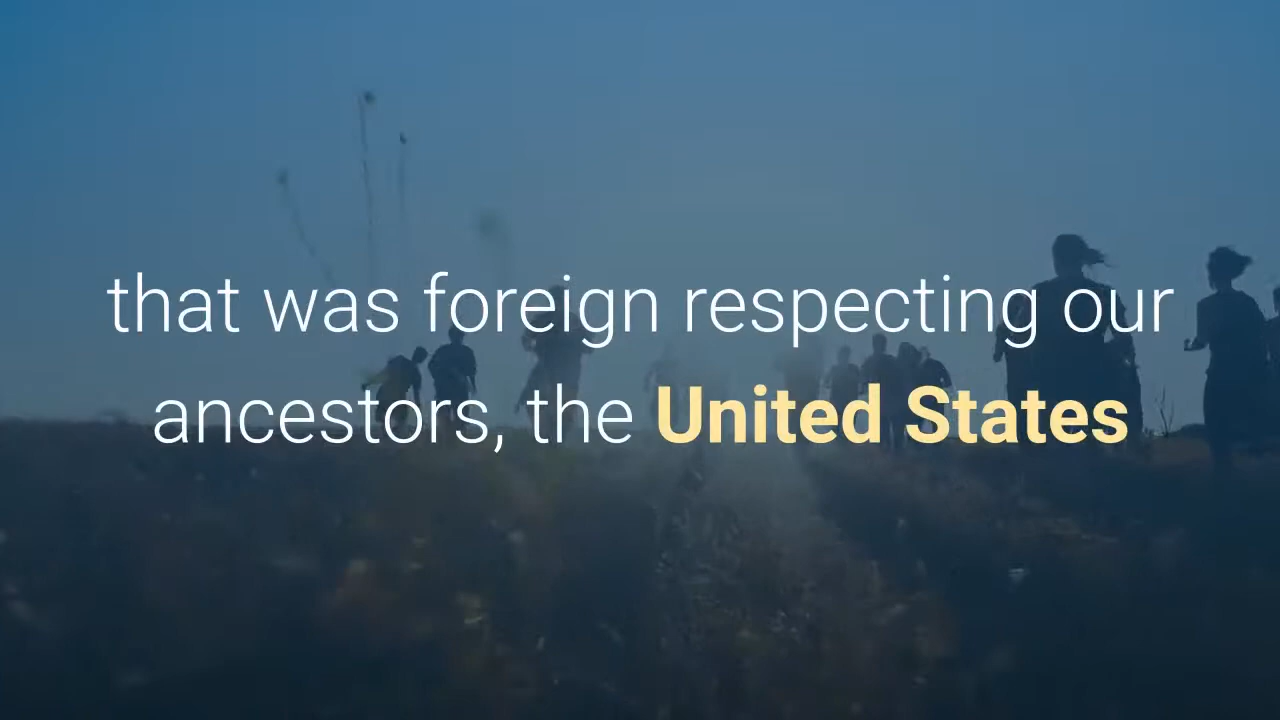 that was foreign respecting our
ancestors, the United States